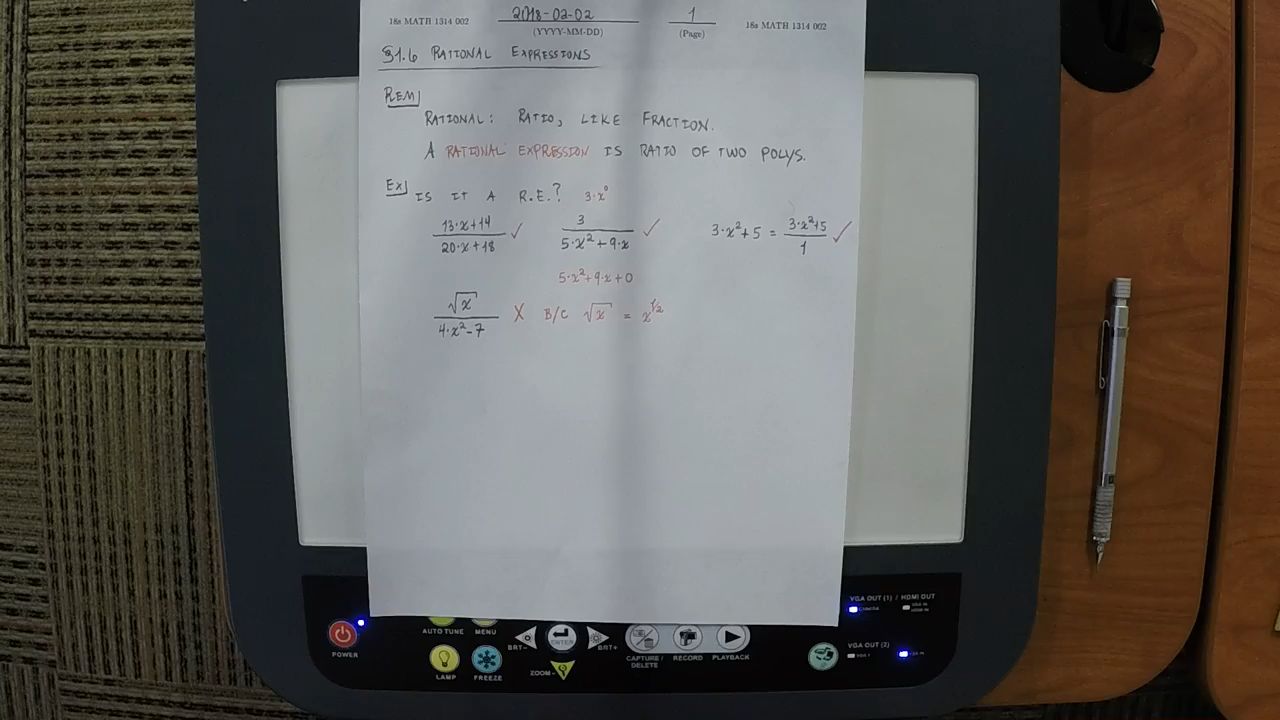 18s MATH 1314 002 2018-02-02 1 18s MATH 1314 002
(YYYY-MM-DD) (Page)
§1.6 RATIONAL EXPRESSIONS
REM
RATIONAL: RATIO, LIKE FRACTION.
A RATIONAL EXPRESSION IS RATIO OF TWO POLYS.
EX IS IT A R.E.? 3·x⁰
(13·x+14)/(20·x+18) ✓ 3/(5·x²+9·x) ✓ 3·x²+5 = (3·x²+5)/1 ✓
5·x²+9·x+0
√x/(4·x²-7) X B/C √x = x^(1/2)
VGA OUT (1) / HDMI OUT
AUTO TUNE MENU
BRT- ENTER BRT+
POWER LAMP FREEZE ZOOM- CAPTURE / DELETE RECORD PLAYBACK
VGA OUT (2)